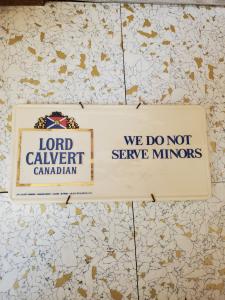 LORD
CALVERT
CANADIAN
WE DO NOT
SERVE MINORS